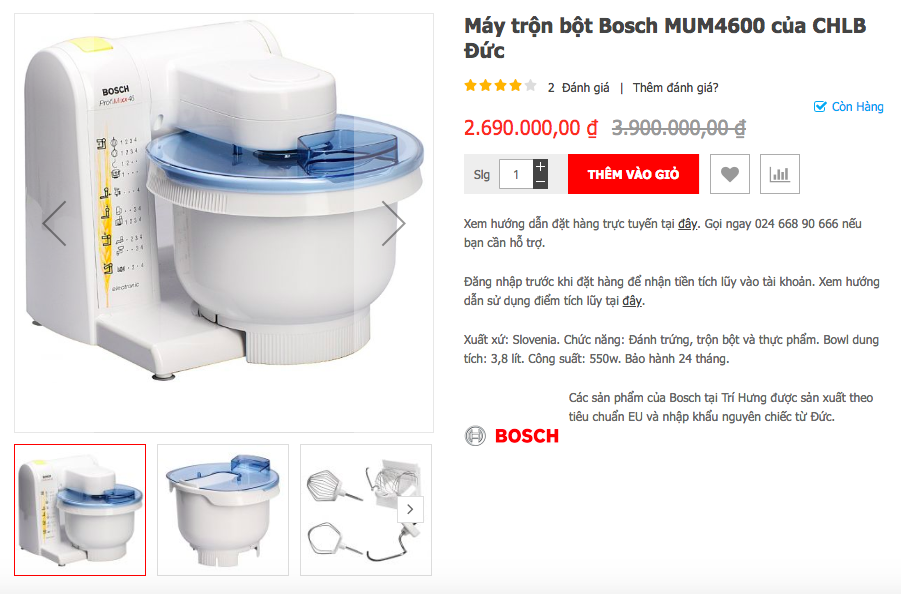 Máy trộn bột Bosch MUM4600 của CHLB
Đức
2 Đánh giá | Thêm đánh giá?
Còn Hàng
2.690.000,00 ₫ 3.900.000,00 ₫
Slg 1 + −
THÊM VÀO GIỎ
Xem hướng dẫn đặt hàng trực tuyến tại đây. Gọi ngay 024 668 90 666 nếu
bạn cần hỗ trợ.
Đăng nhập trước khi đặt hàng để nhận tiền tích lũy vào tài khoản. Xem hướng
dẫn sử dụng điểm tích lũy tại đây.
Xuất xứ: Slovenia. Chức năng: Đánh trứng, trộn bột và thực phẩm. Bowl dung
tích: 3,8 lít. Công suất: 550w. Bảo hành 24 tháng.
Các sản phẩm của Bosch tại Trí Hưng được sản xuất theo
tiêu chuẩn EU và nhập khẩu nguyên chiếc từ Đức.
BOSCH
BOSCH
electronic